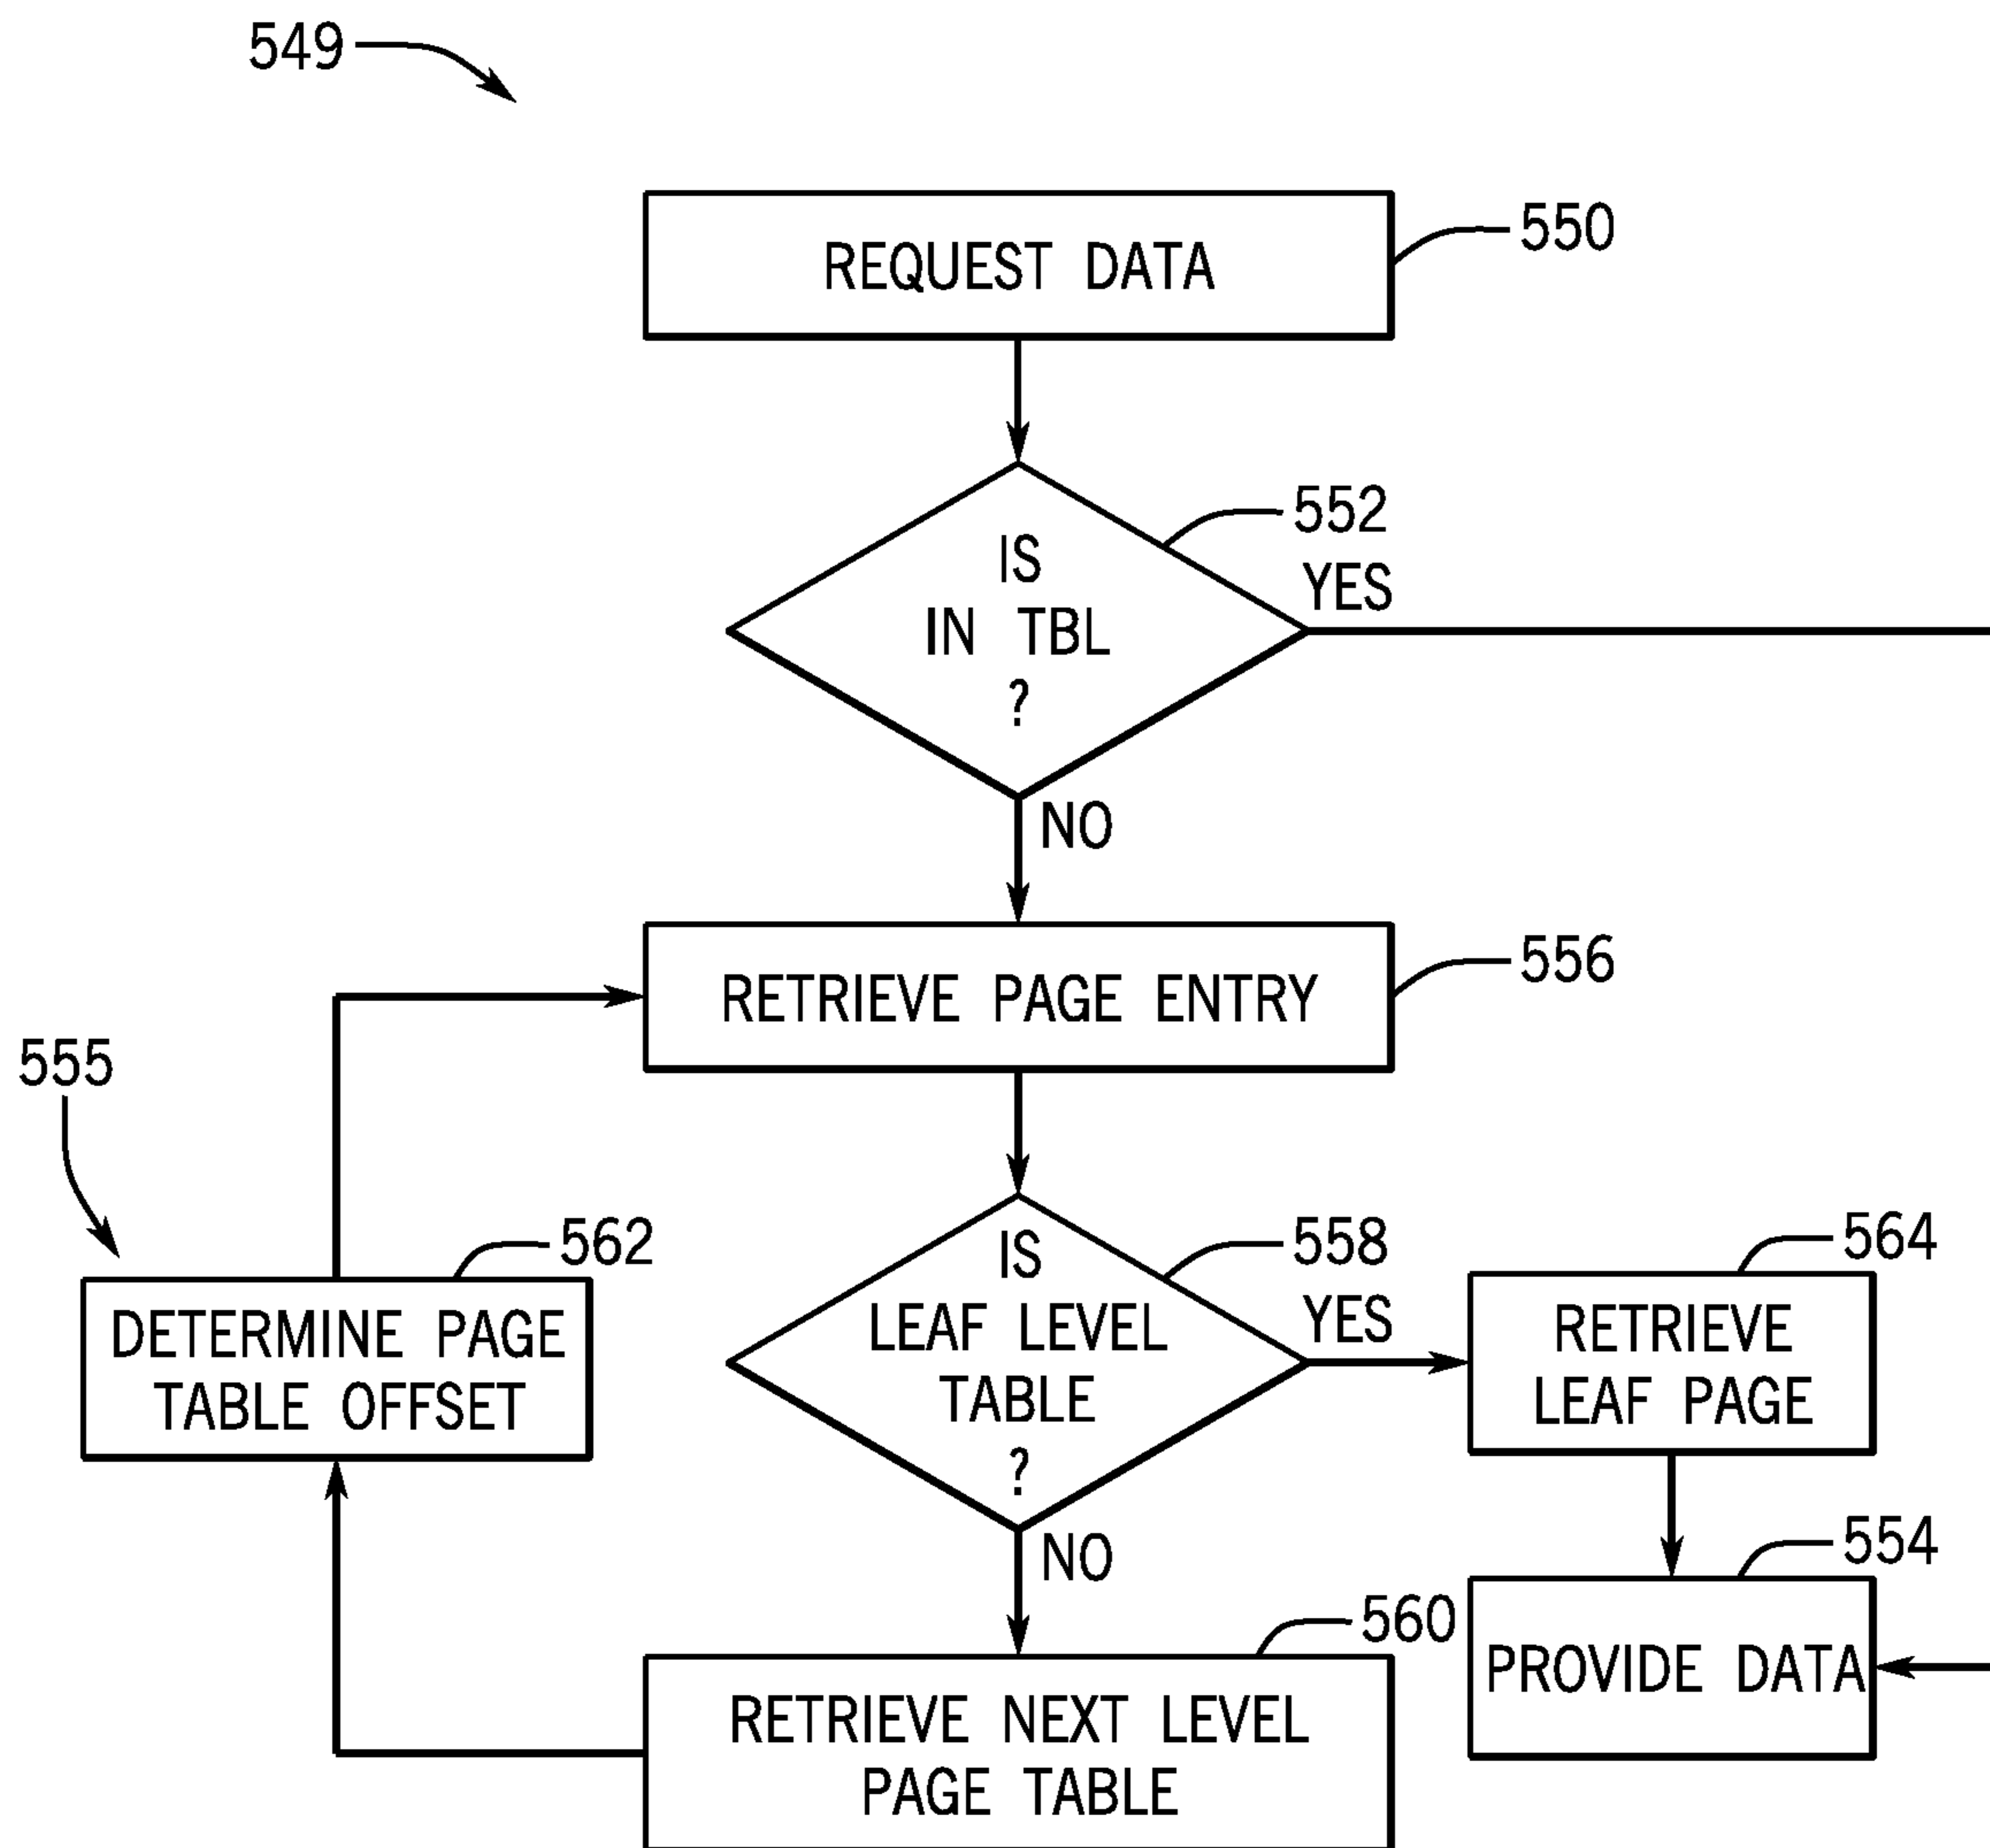 549
REQUEST DATA
550
552
IS
IN TBL
?
YES
NO
RETRIEVE PAGE ENTRY
556
555
562
DETERMINE PAGE
TABLE OFFSET
558
IS
LEAF LEVEL
TABLE
?
YES
NO
564
RETRIEVE
LEAF PAGE
554
PROVIDE DATA
560
RETRIEVE NEXT LEVEL
PAGE TABLE